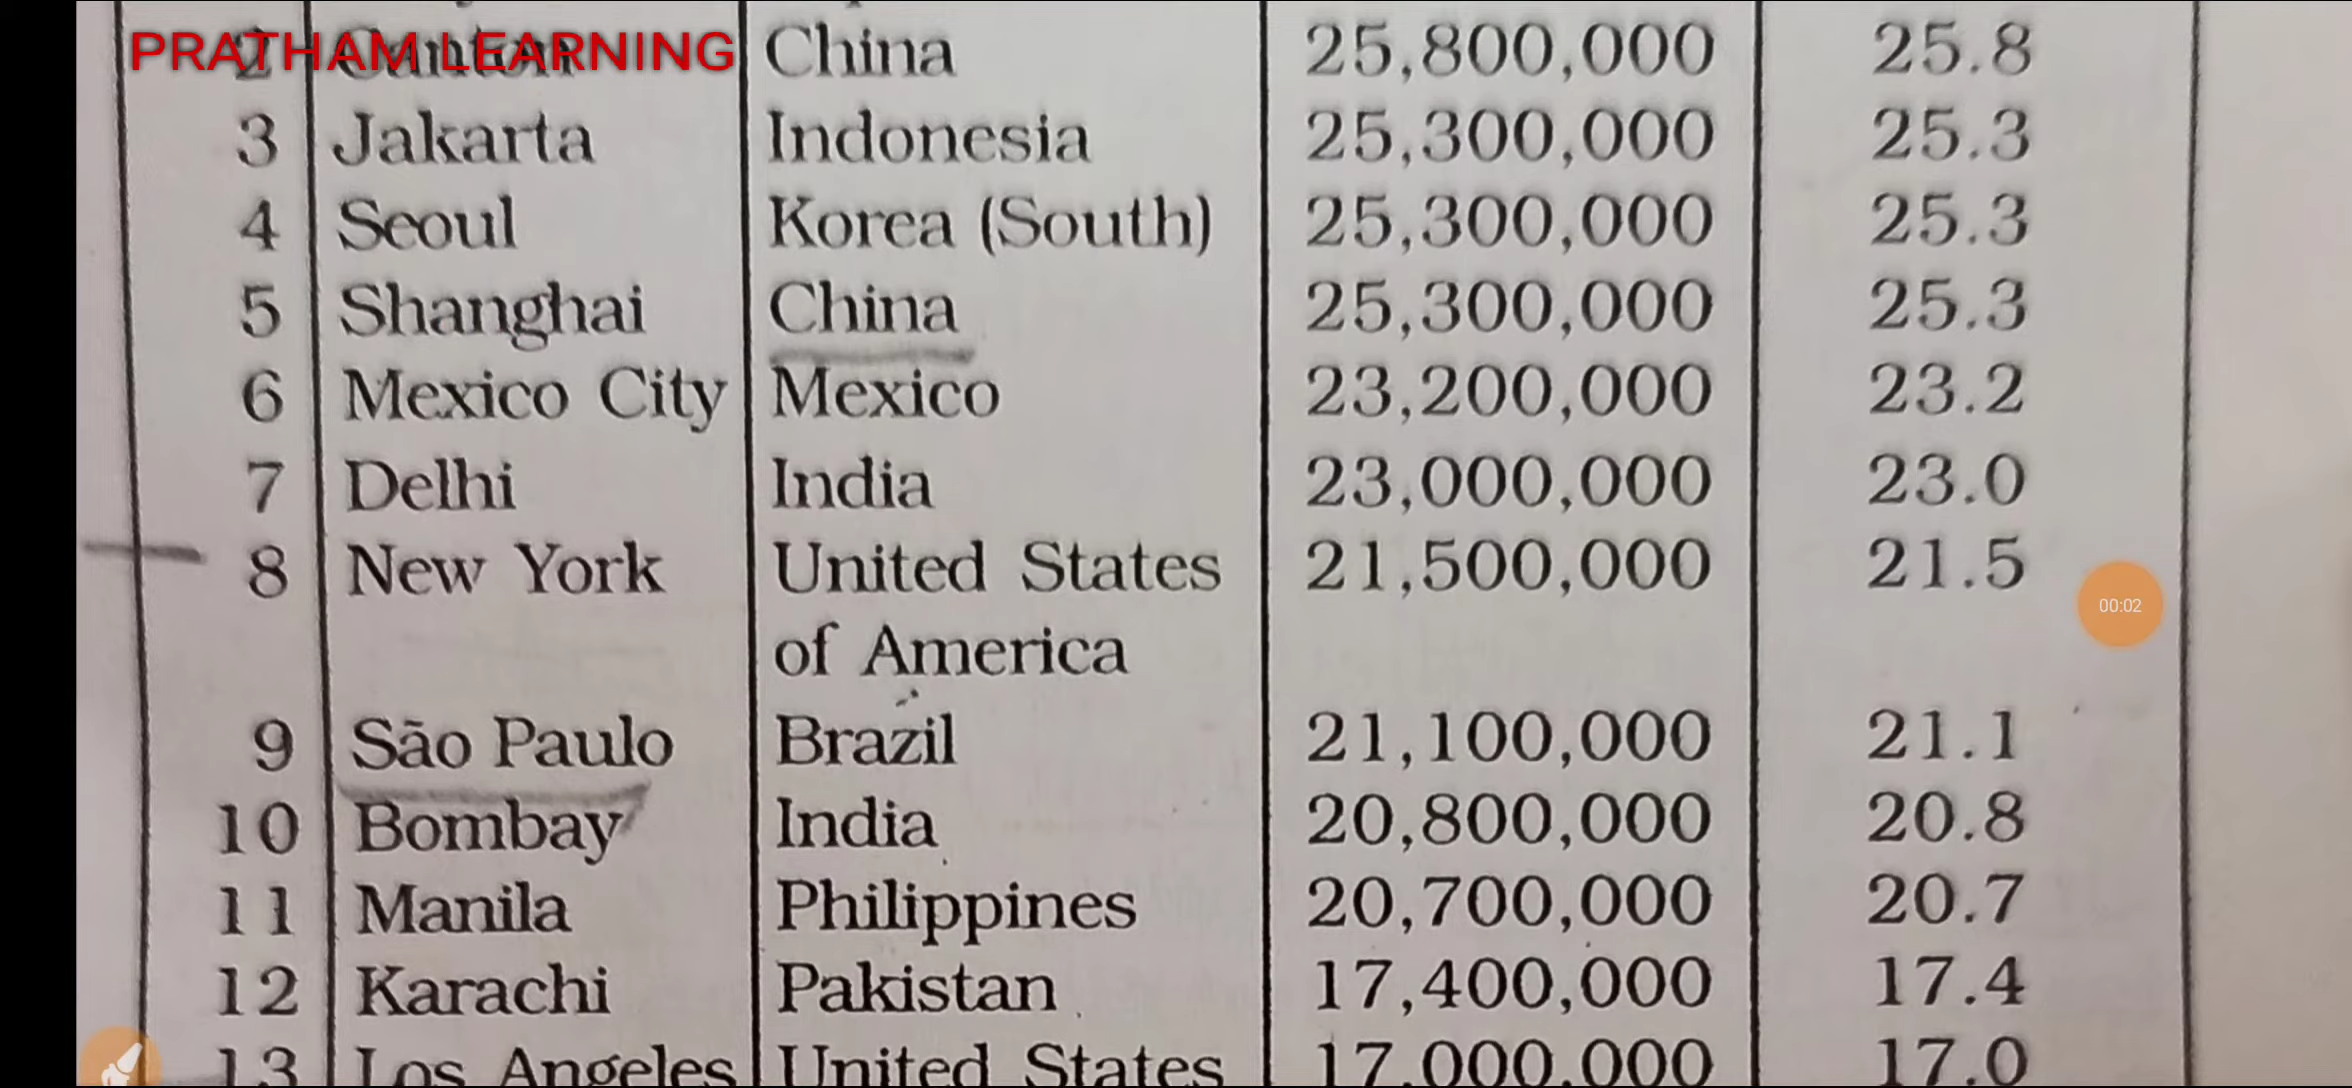 PRATHAM LEARNING
2 Canton China 25,800,000 25.8
3 Jakarta Indonesia 25,300,000 25.3
4 Seoul Korea (South) 25,300,000 25.3
5 Shanghai China 25,300,000 25.3
6 Mexico City Mexico 23,200,000 23.2
7 Delhi India 23,000,000 23.0
8 New York United States 21,500,000 21.5
of America
00:02
9 São Paulo Brazil 21,100,000 21.1
10 Bombay India 20,800,000 20.8
11 Manila Philippines 20,700,000 20.7
12 Karachi Pakistan 17,400,000 17.4
13 Los Angeles United States 17,000,000 17.0